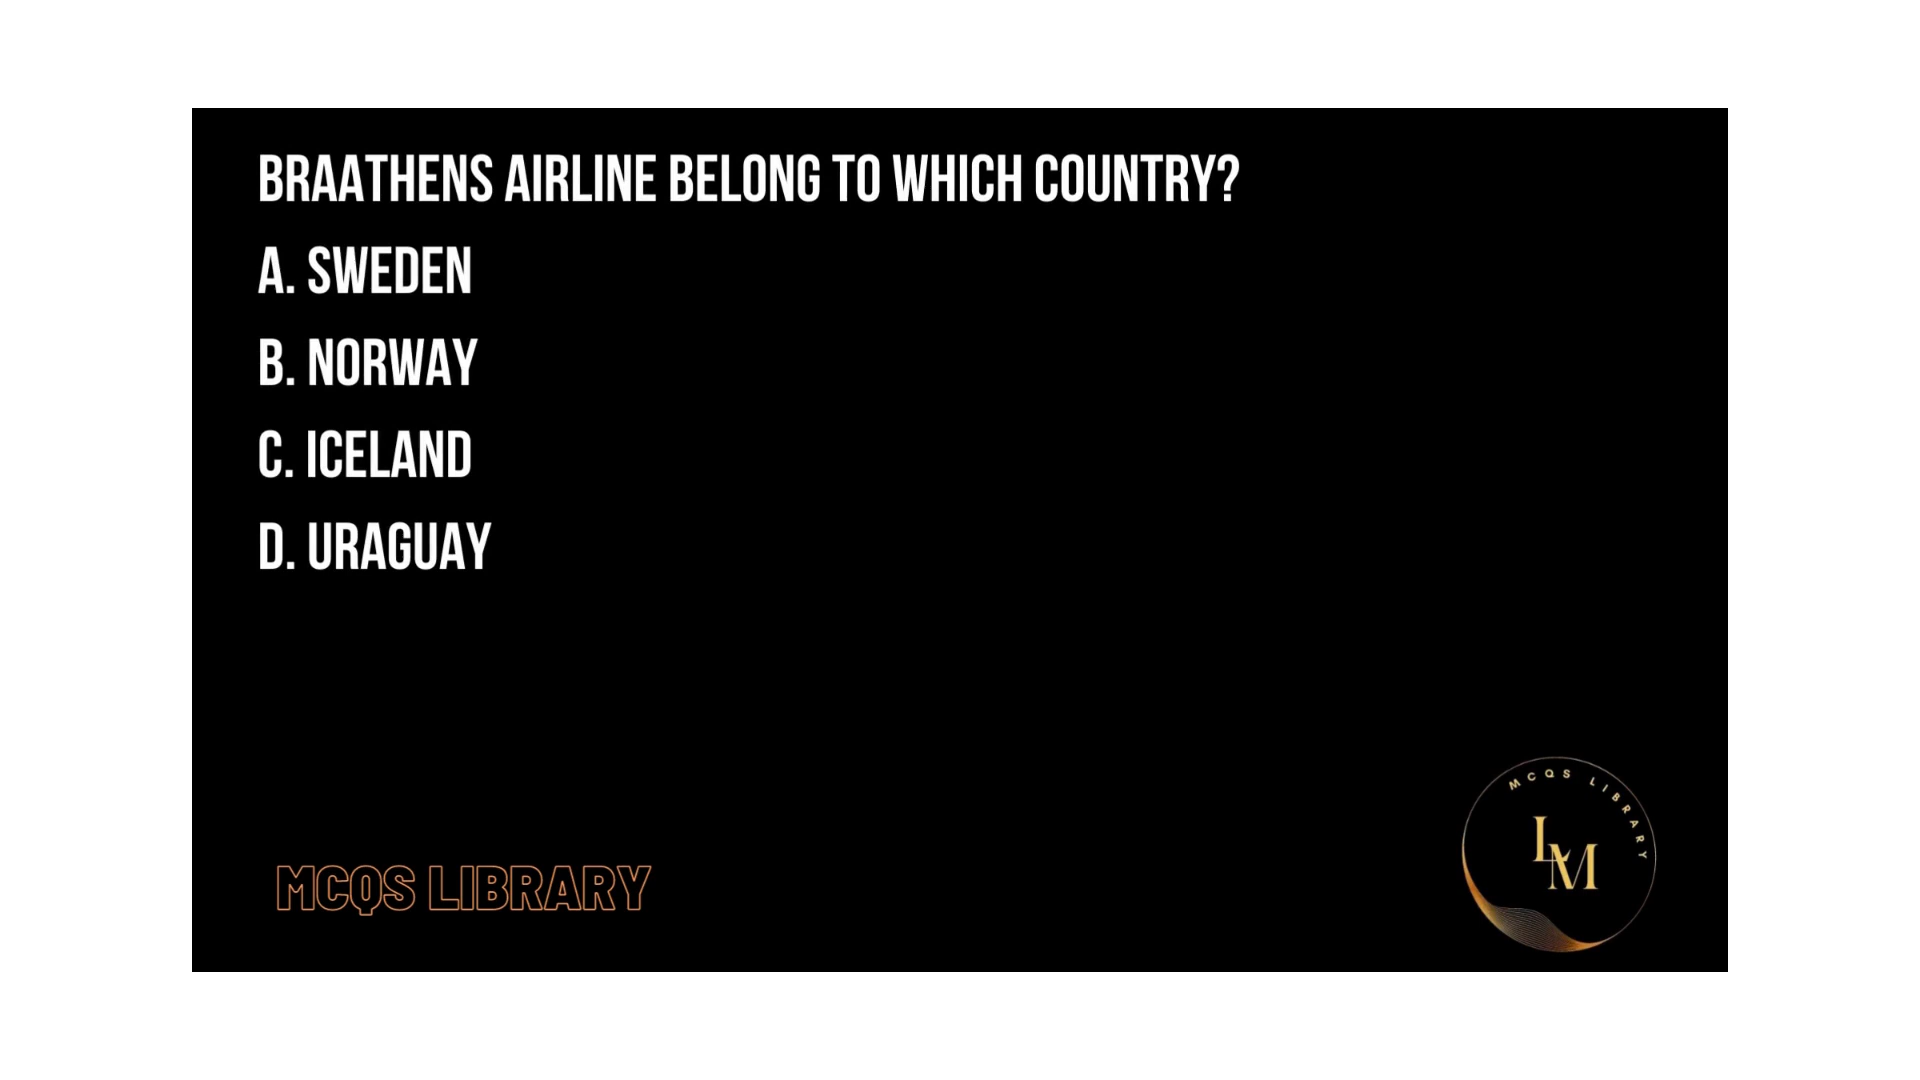 BRAATHENS AIRLINE BELONG TO WHICH COUNTRY?
A. SWEDEN
B. NORWAY
C. ICELAND
D. URAGUAY
MCQS LIBRARY
LM
MCQS LIBRARY